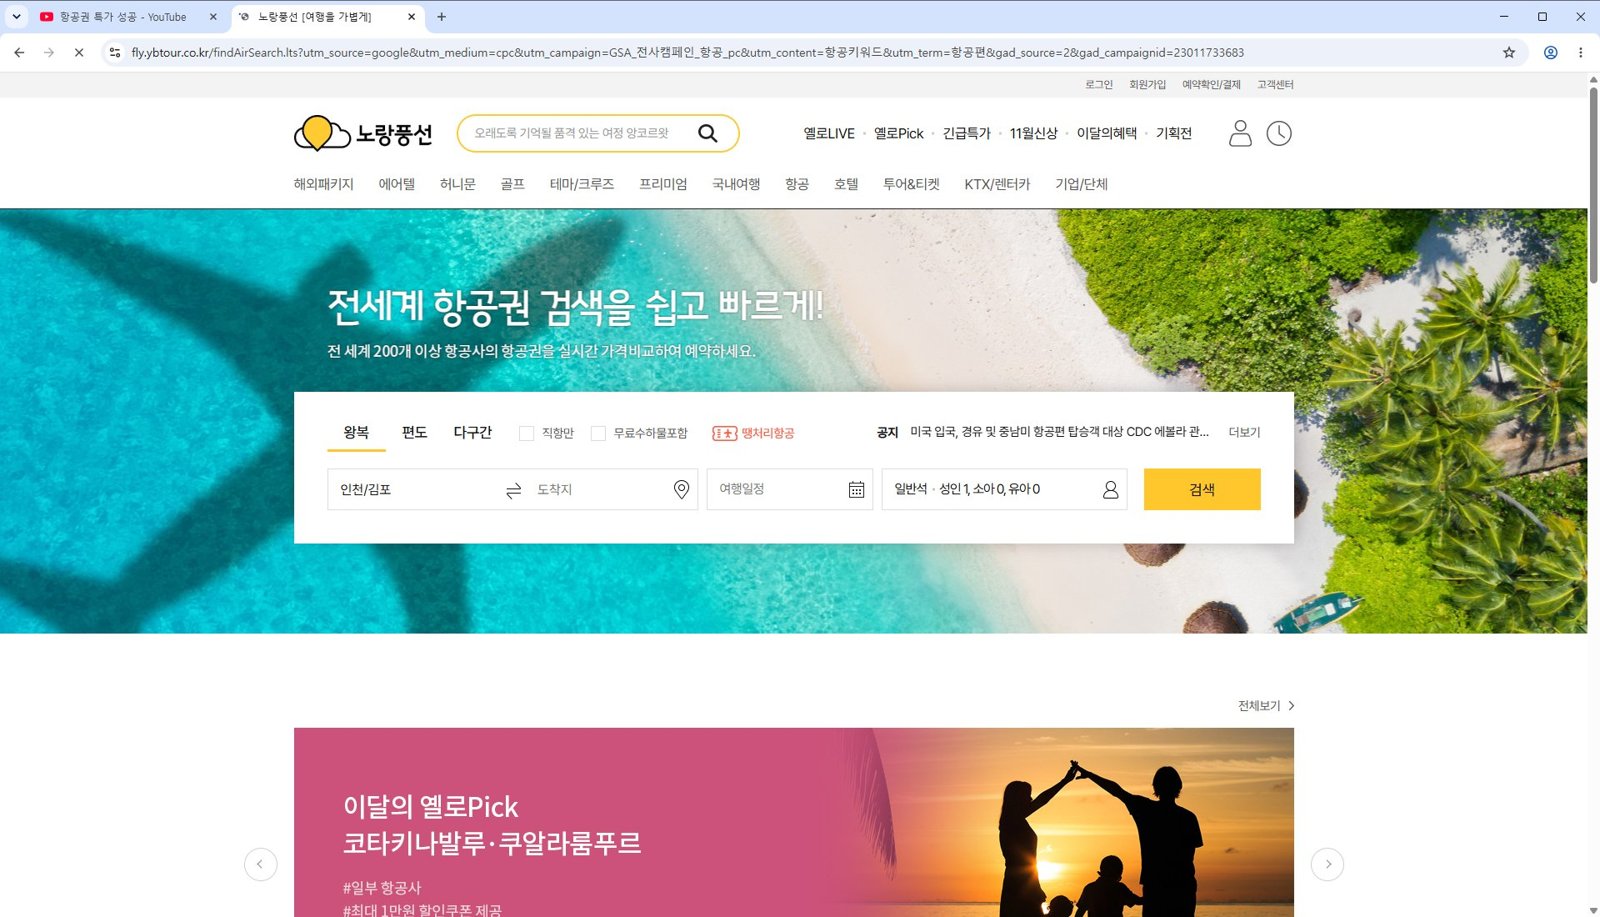 항공권 특가 성공 - YouTube
노랑풍선 [여행을 가볍게]
fly.ybtour.co.kr/findAirSearch.lts?utm_source=google&utm_medium=cpc&utm_campaign=GSA_전사캠페인_항공_pc&utm_content=항공키워드&utm_term=항공편&gad_source=2&gad_campaignid=23011733683
로그인 회원가입 예약확인/결제 고객센터
노랑풍선 오래도록 기억될 품격 있는 여정 앙코르왓 옐로LIVE · 옐로Pick · 긴급특가 · 11월신상 · 이달의혜택 · 기획전
해외패키지 에어텔 허니문 골프 테마/크루즈 프리미엄 국내여행 항공 호텔 투어&티켓 KTX/렌터카 기업/단체
전세계 항공권 검색을 쉽고 빠르게!
전 세계 200개 이상 항공사의 항공권을 실시간 가격비교하여 예약하세요.
왕복 편도 다구간 직항만 무료수하물포함 땡처리항공 공지 미국 입국, 경유 및 중남미 항공편 탑승객 대상 CDC 에볼라 관... 더보기
인천/김포 도착지 여행일정 일반석 · 성인 1, 소아 0, 유아 0 검색
전체보기
이달의 옐로Pick
코타키나발루·쿠알라룸푸르
#일부 항공사
#최대 1만원 할인쿠폰 제공